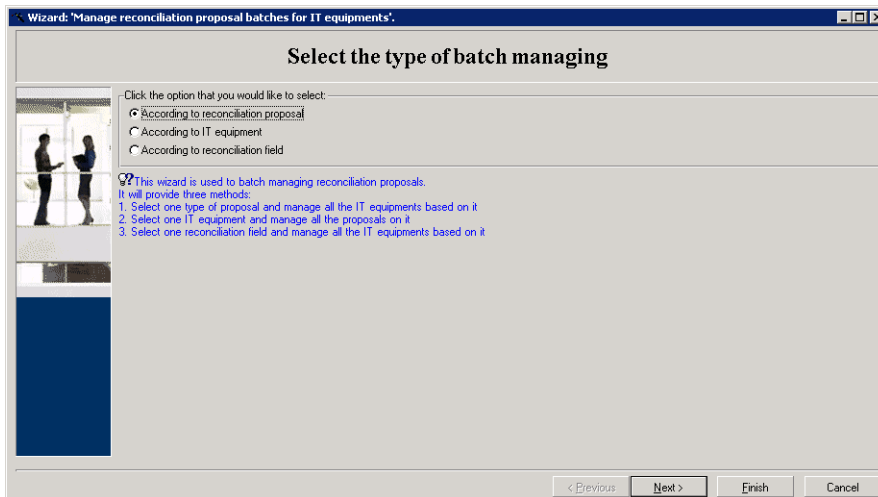 Wizard: 'Manage reconciliation proposal batches for IT equipments'.
Select the type of batch managing
Click the option that you would like to select:
According to reconciliation proposal
According to IT equipment
According to reconciliation field
This wizard is used to batch managing reconciliation proposals.
It will provide three methods:
1. Select one type of proposal and manage all the IT equipments based on it
2. Select one IT equipment and manage all the proposals on it
3. Select one reconciliation field and manage all the IT equipments based on it
< Previous Next > Finish Cancel